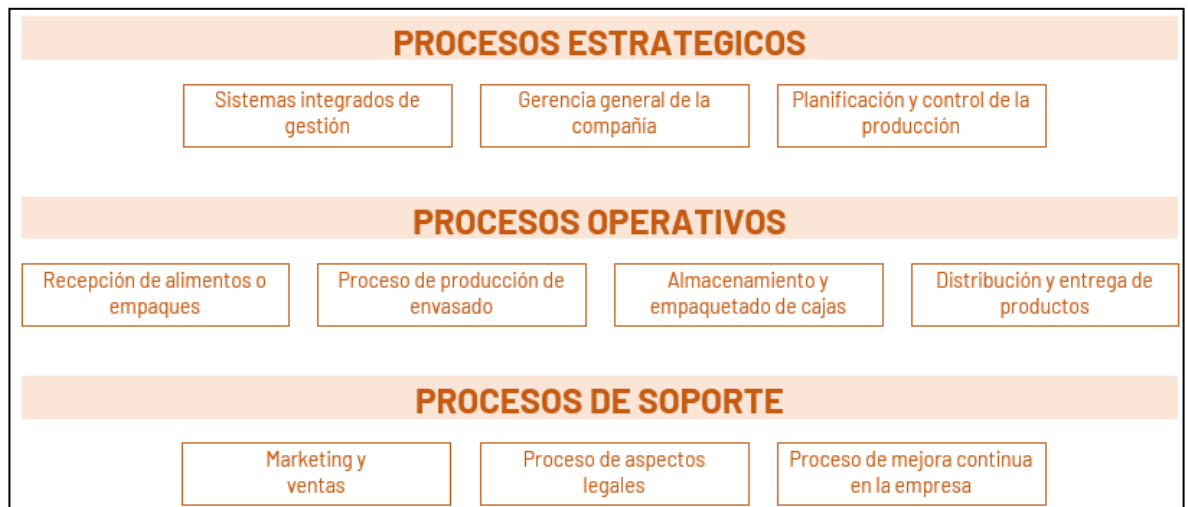 PROCESOS ESTRATEGICOS
Sistemas integrados de
gestión
Gerencia general de la
compañía
Planificación y control de la
producción
PROCESOS OPERATIVOS
Recepción de alimentos o
empaques
Proceso de producción de
envasado
Almacenamiento y
empaquetado de cajas
Distribución y entrega de
productos
PROCESOS DE SOPORTE
Marketing y
ventas
Proceso de aspectos
legales
Proceso de mejora continua
en la empresa